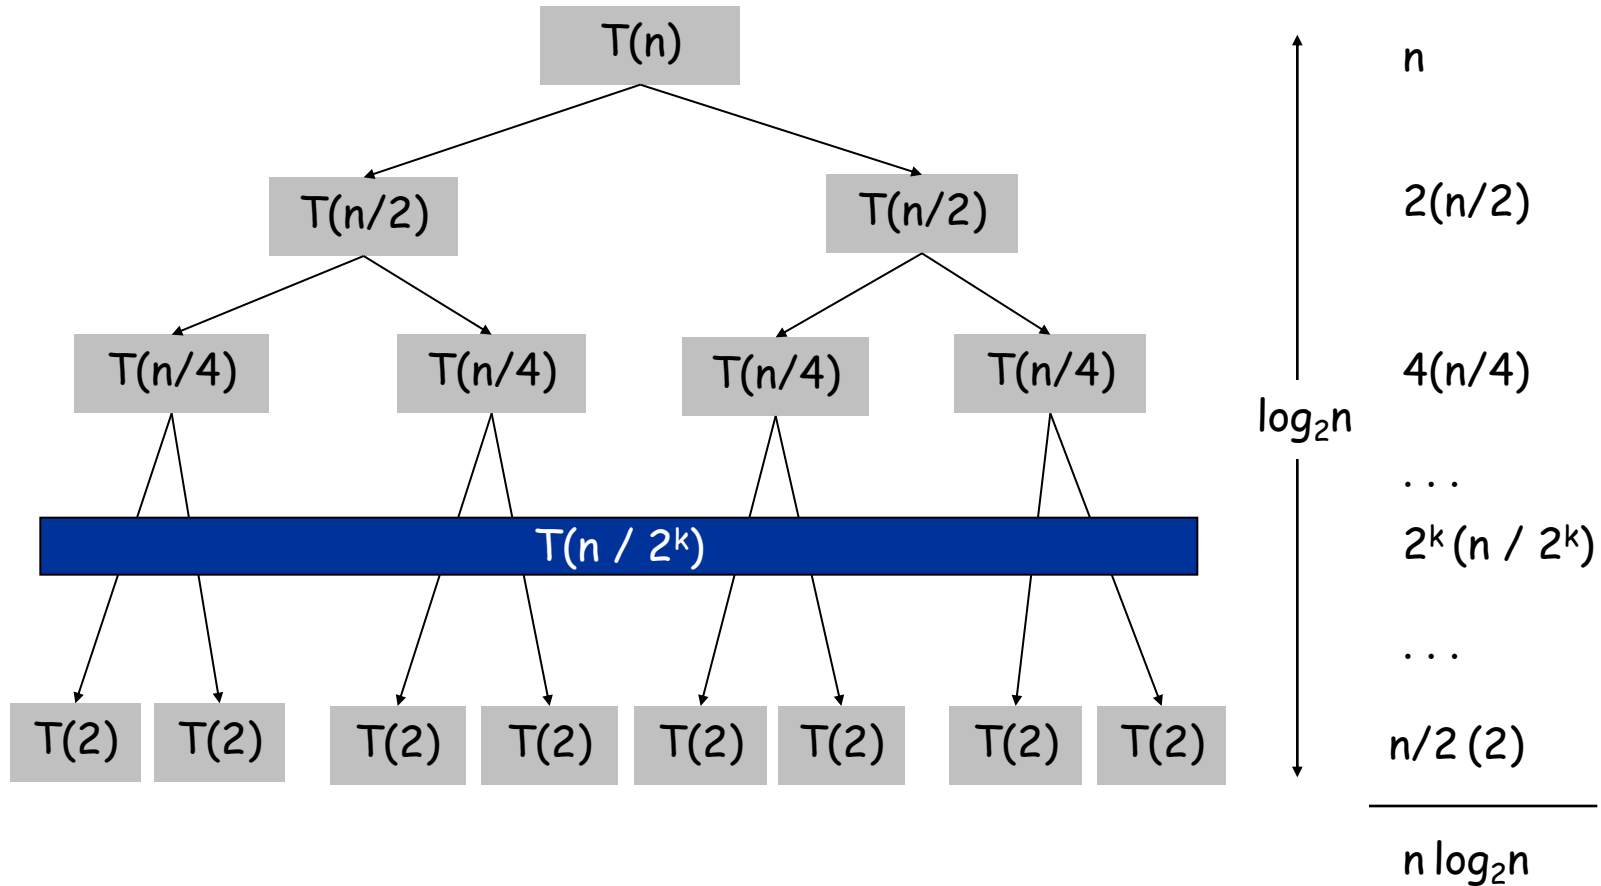 T(n)
n
T(n/2) T(n/2)
2(n/2)
T(n/4) T(n/4) T(n/4) T(n/4)
4(n/4)
log₂n
. . .
T(n / 2ᵏ)
2ᵏ (n / 2ᵏ)
. . .
T(2) T(2) T(2) T(2) T(2) T(2) T(2) T(2)
n/2 (2)
n log₂n